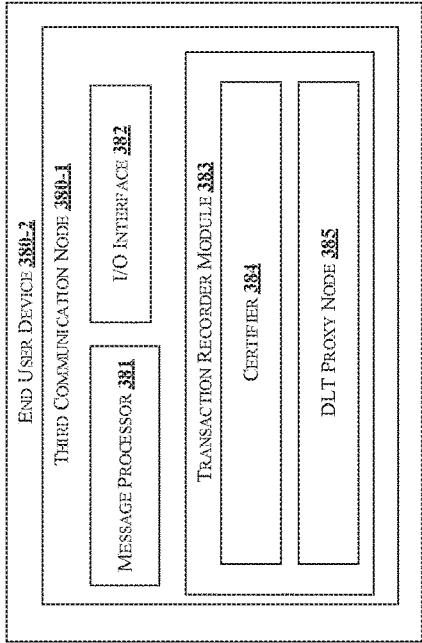 END USER DEVICE 380-2
THIRD COMMUNICATION NODE 380-1
MESSAGE PROCESSOR 381
I/O INTERFACE 382
TRANSACTION RECORDER MODULE 383
CERTIFIER 384
DLT PROXY NODE 385